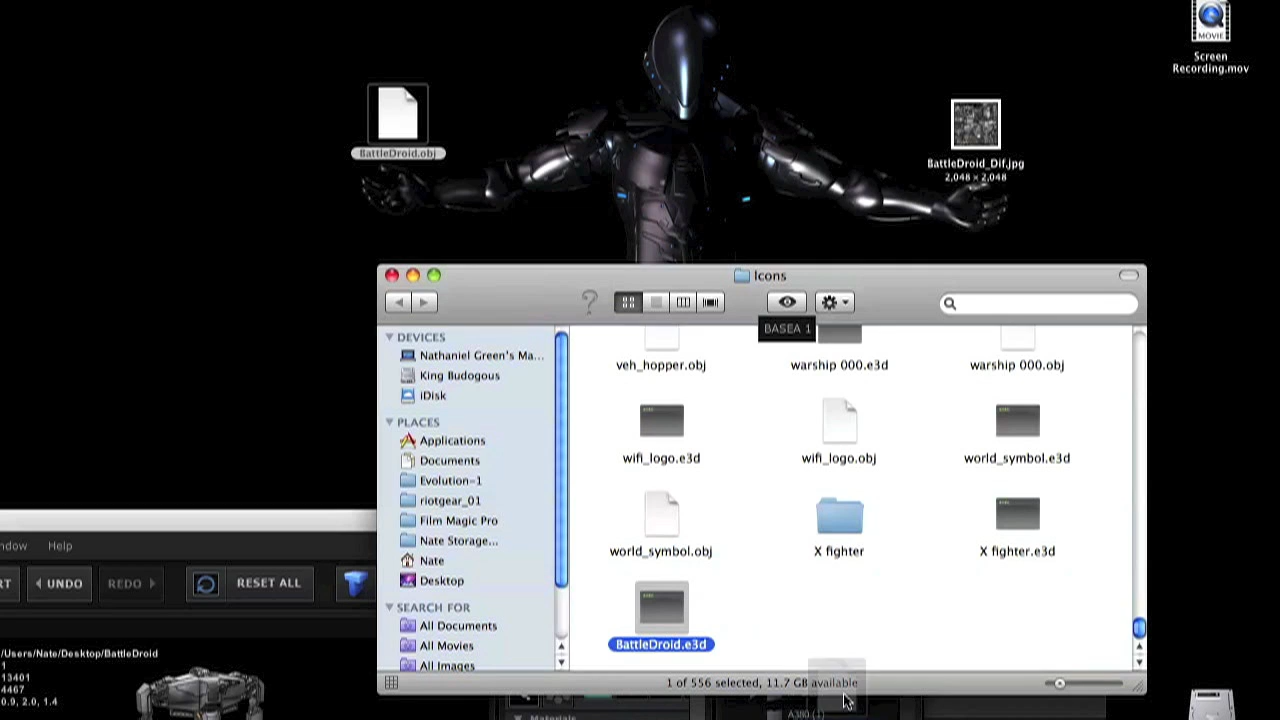 MOVIE
Screen
Recording.mov
BattleDroid.obj
BattleDroid_Dif.jpg
2,048 × 2,048
Icons
BASEA 1
DEVICES
Nathaniel Green's Ma...
King Budogous
iDisk
PLACES
Applications
Documents
Evolution-1
riotgear_01
Film Magic Pro
Nate Storage...
Nate
Desktop
SEARCH FOR
All Documents
All Movies
All Images
veh_hopper.obj
warship 000.e3d
warship 000.obj
wifi_logo.e3d
wifi_logo.obj
world_symbol.e3d
world_symbol.obj
X fighter
X fighter.e3d
BattleDroid.e3d
1 of 556 selected, 11.7 GB available
ndow Help
RT UNDO REDO RESET ALL
/Users/Nate/Desktop/BattleDroid
1
13401
4467
0.9, 2.0, 1.4
Materials
A380 (1)